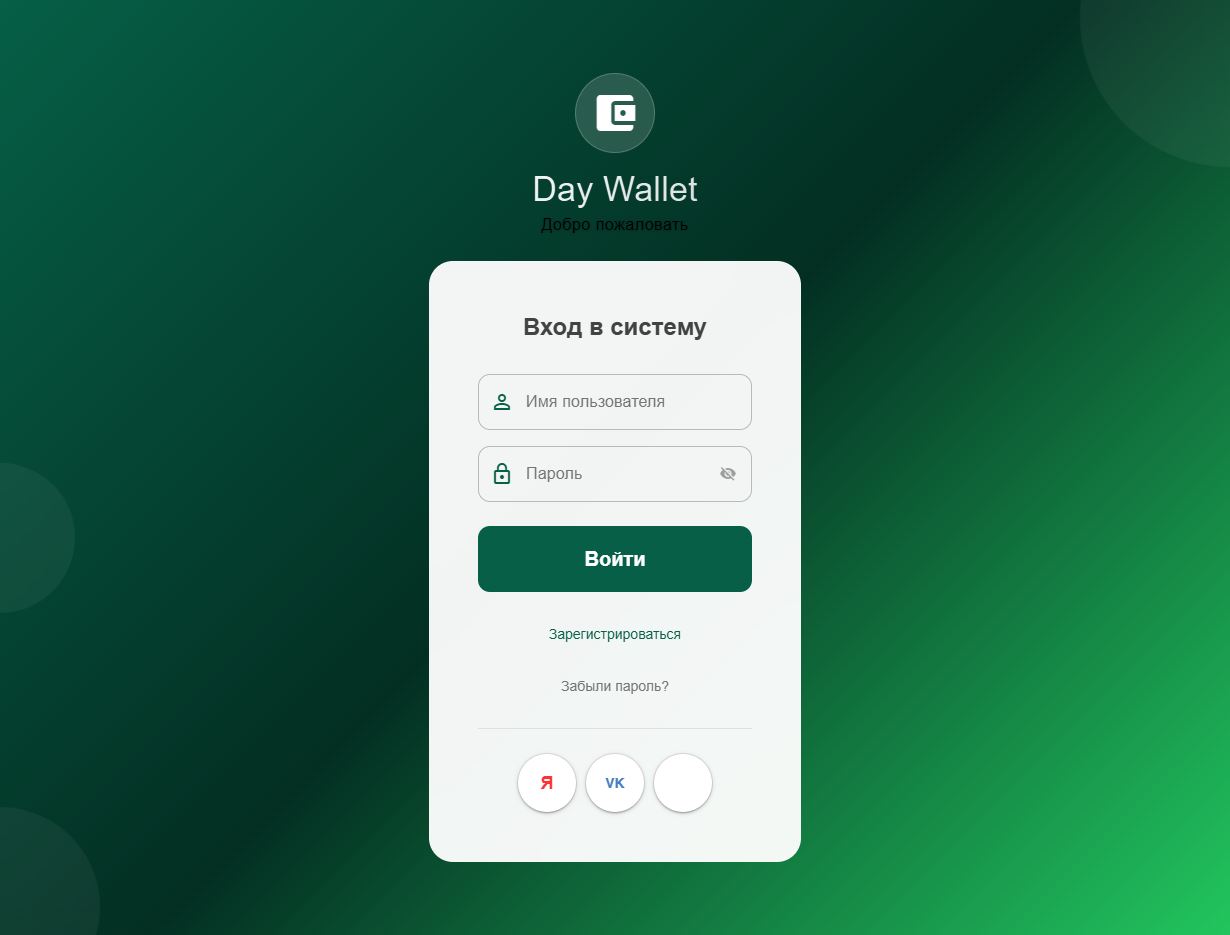 Day Wallet
Добро пожаловать
Вход в систему
Имя пользователя
Пароль
Войти
Зарегистрироваться
Забыли пароль?
Я
VK